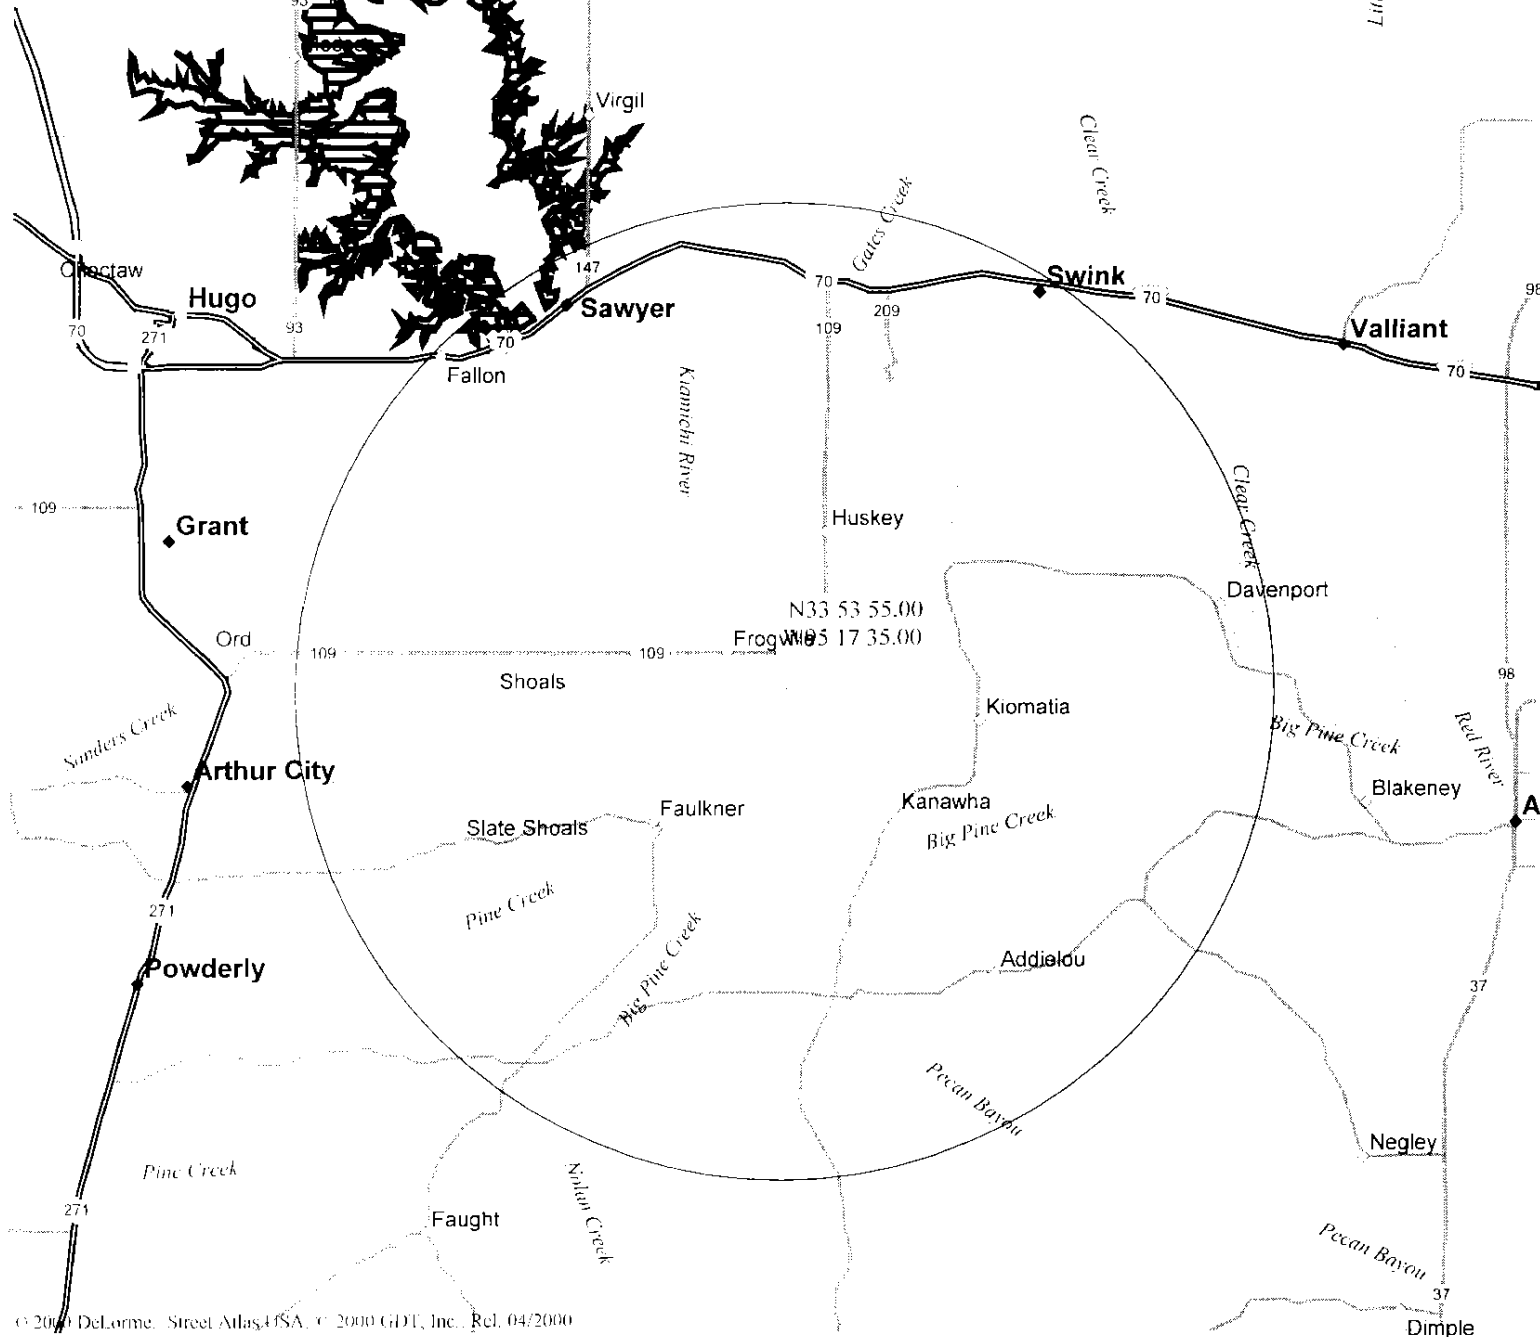 93
Virgil
Clear Creek
Gates Creek
147
Choctaw
Hugo
Sawyer
70
Swink
70
98
70
271
93
70
109
209
Valliant
Fallon
70
Kiamichi River
Clear Creek
109
Grant
Huskey
Davenport
N33 53 55.00
Ord
109
109
Frogville
W95 17 35.00
Shoals
98
Kiomatia
Sanders Creek
Big Pine Creek
Red River
Arthur City
Blakeney
Kanawha
A
Slate Shoals
Faulkner
Big Pine Creek
Pine Creek
271
Big Pine Creek
Addielou
Powderly
37
Pecan Bayou
Negley
Pine Creek
Nolan Creek
271
Faught
Pecan Bayou
37
© 2000 DeLorme. Street Atlas USA, © 2000 GDT, Inc., Rel. 04/2000
Dimple